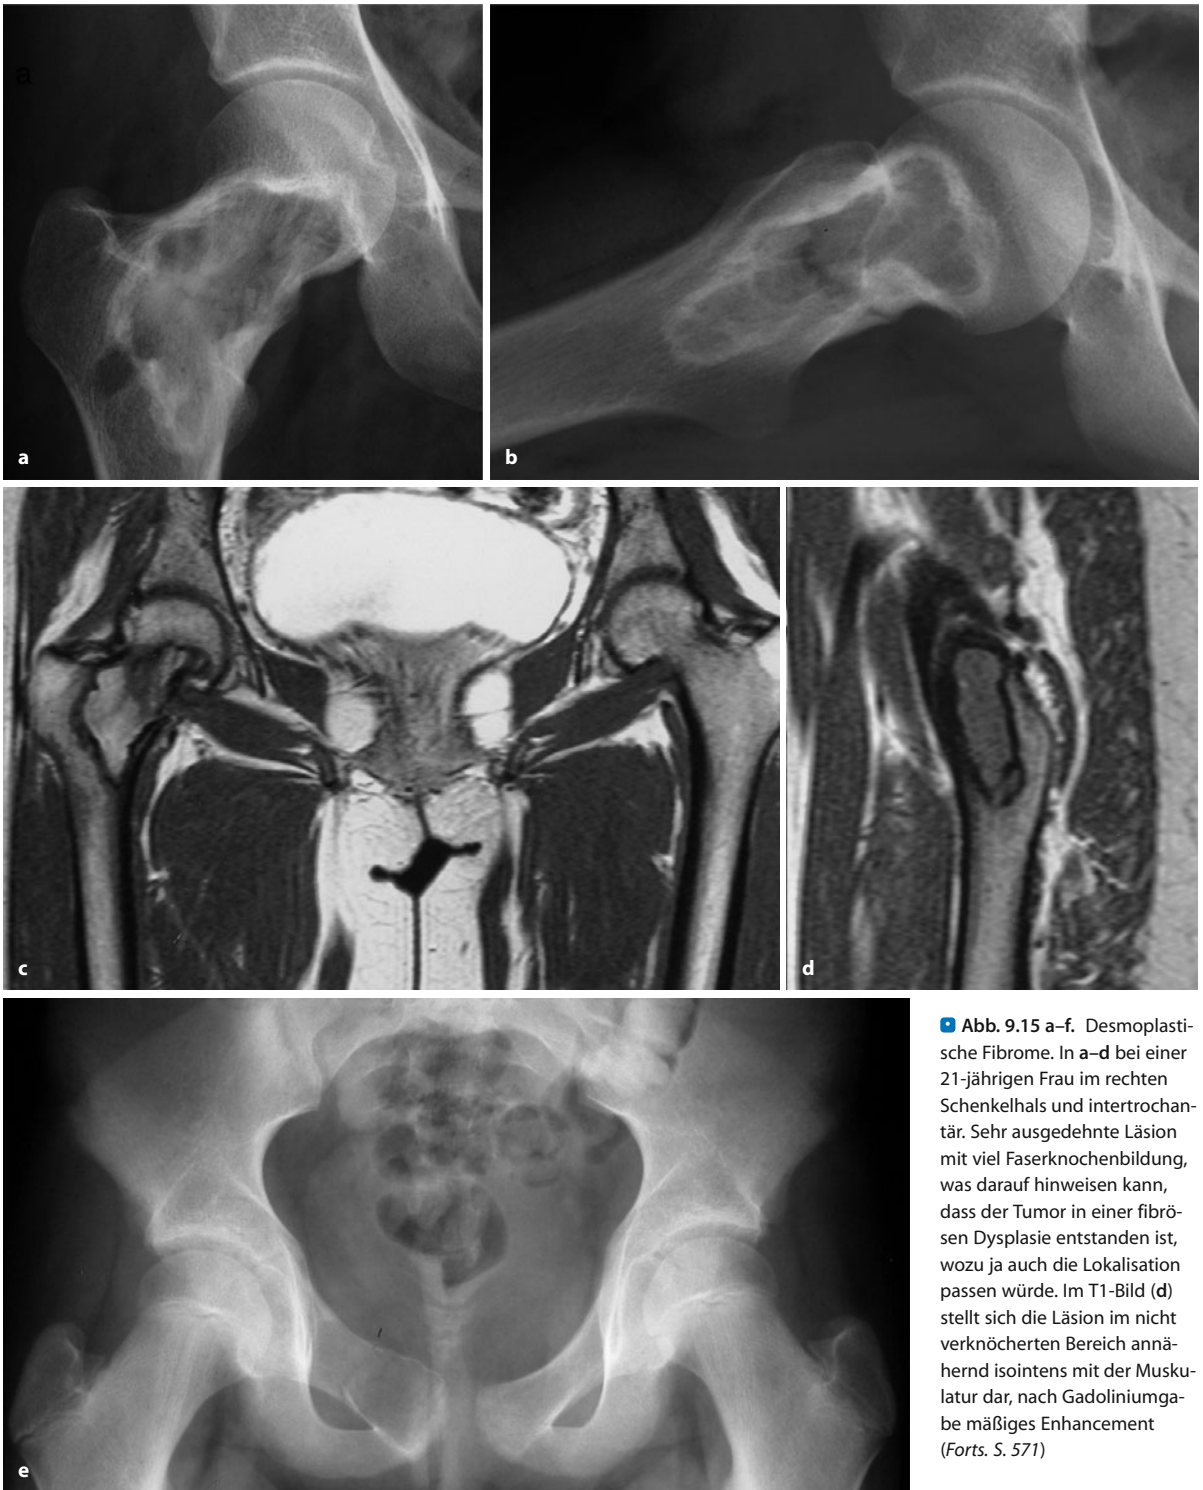 a
a
b
c
d
e
Abb. 9.15 a–f. Desmoplasti-
sche Fibrome. In a–d bei einer
21-jährigen Frau im rechten
Schenkelhals und intertrochan-
tär. Sehr ausgedehnte Läsion
mit viel Faserknochenbildung,
was darauf hinweisen kann,
dass der Tumor in einer fibrö-
sen Dysplasie entstanden ist,
wozu ja auch die Lokalisation
passen würde. Im T1-Bild (d)
stellt sich die Läsion im nicht
verknöcherten Bereich annä-
hernd isointens mit der Musku-
latur dar, nach Gadoliniumga-
be mäßiges Enhancement
(Forts. S. 571)